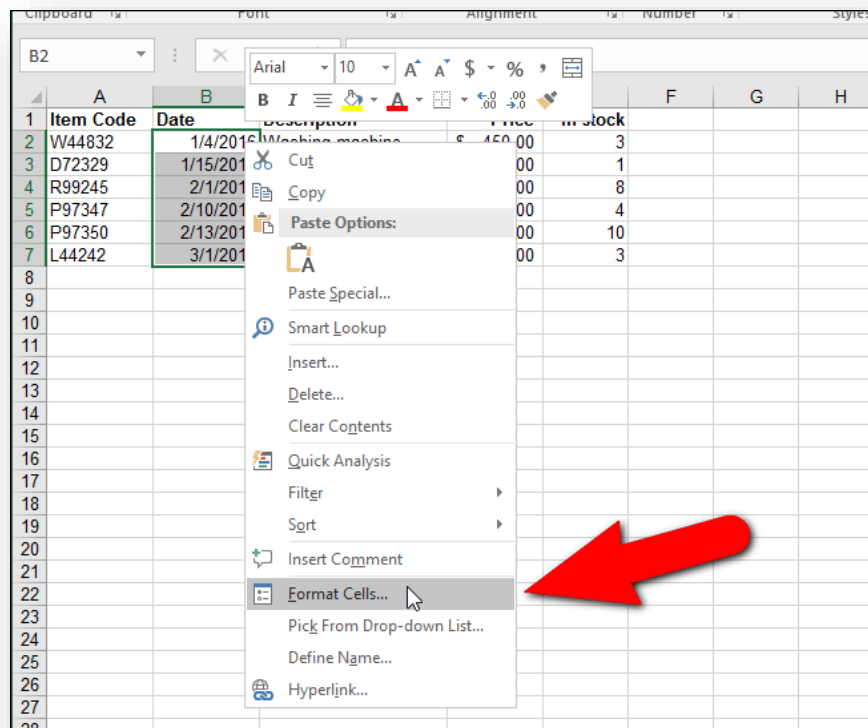 Clipboard Font Alignment Number Styles
B2
Arial 10 A A $ % ,
B I A .00 .0 .00
A B F G H
1 Item Code Date Description Price In stock
2 W44832 1/4/2016 Washing machine $ 450.00 3
3 D72329 1/15/201 00 1
4 R99245 2/1/201 00 8
5 P97347 2/10/201 00 4
6 P97350 2/13/201 00 10
7 L44242 3/1/201 00 3
8
9
10
11
12
13
14
15
16
17
18
19
20
21
22
23
24
25
26
27
28
Cut
Copy
Paste Options:
A
Paste Special...
Smart Lookup
Insert...
Delete...
Clear Contents
Quick Analysis
Filter
Sort
Insert Comment
Format Cells...
Pick From Drop-down List...
Define Name...
Hyperlink...